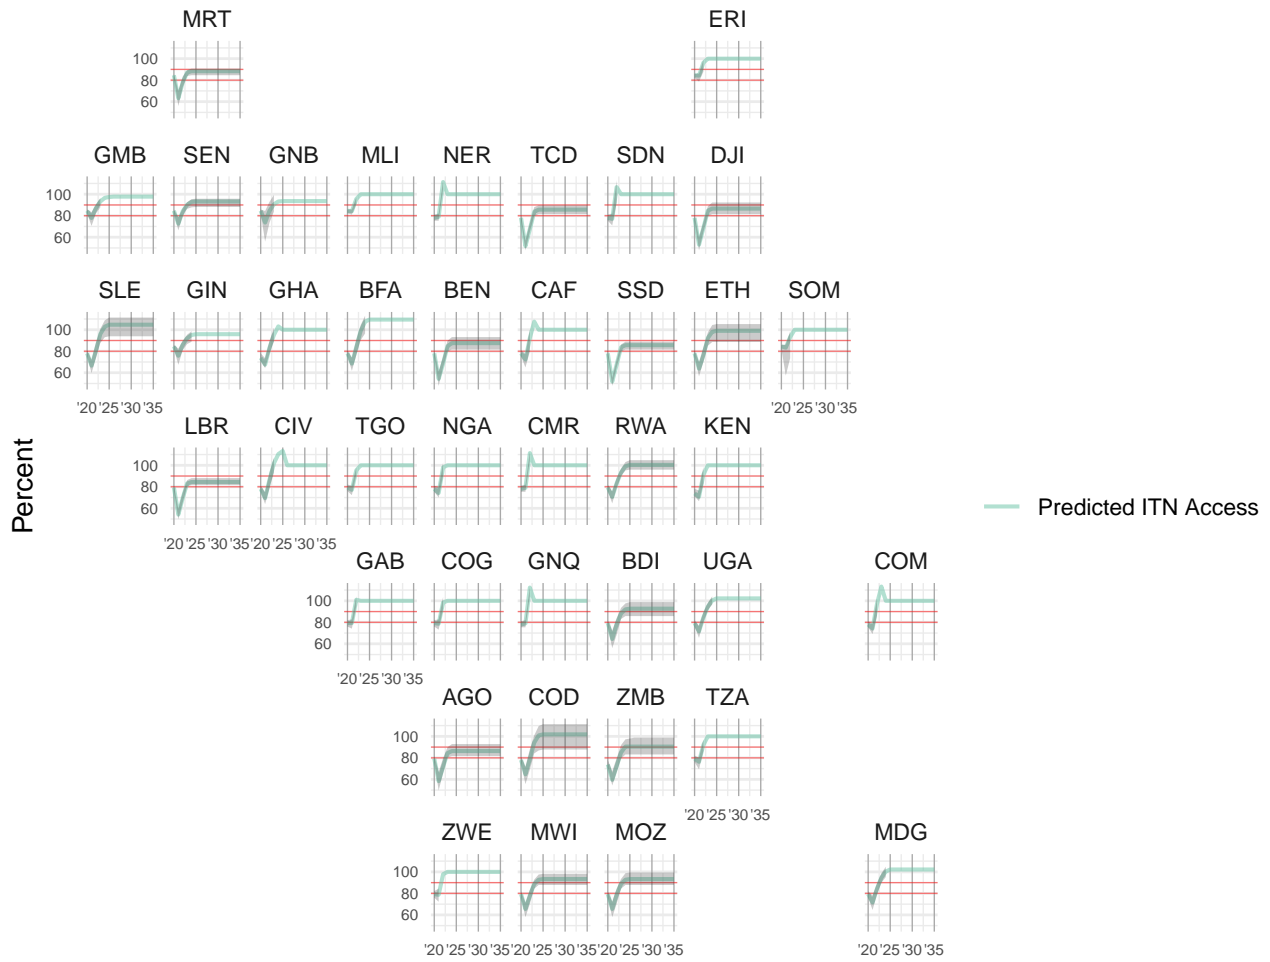 MRT ERI
100
80
60
GMB SEN GNB MLI NER TCD SDN DJI
100
80
60
SLE GIN GHA BFA BEN CAF SSD ETH SOM
100
80
60
'20 '25 '30 '35 '20 '25 '30 '35
LBR CIV TGO NGA CMR RWA KEN
100
80
60
'20 '25 '30 '35 '20 '25 '30 '35
Percent
Predicted ITN Access
GAB COG GNQ BDI UGA COM
100
80
60
'20 '25 '30 '35
AGO COD ZMB TZA
100
80
60
'20 '25 '30 '35
ZWE MWI MOZ MDG
100
80
60
'20 '25 '30 '35 '20 '25 '30 '35 '20 '25 '30 '35 '20 '25 '30 '35